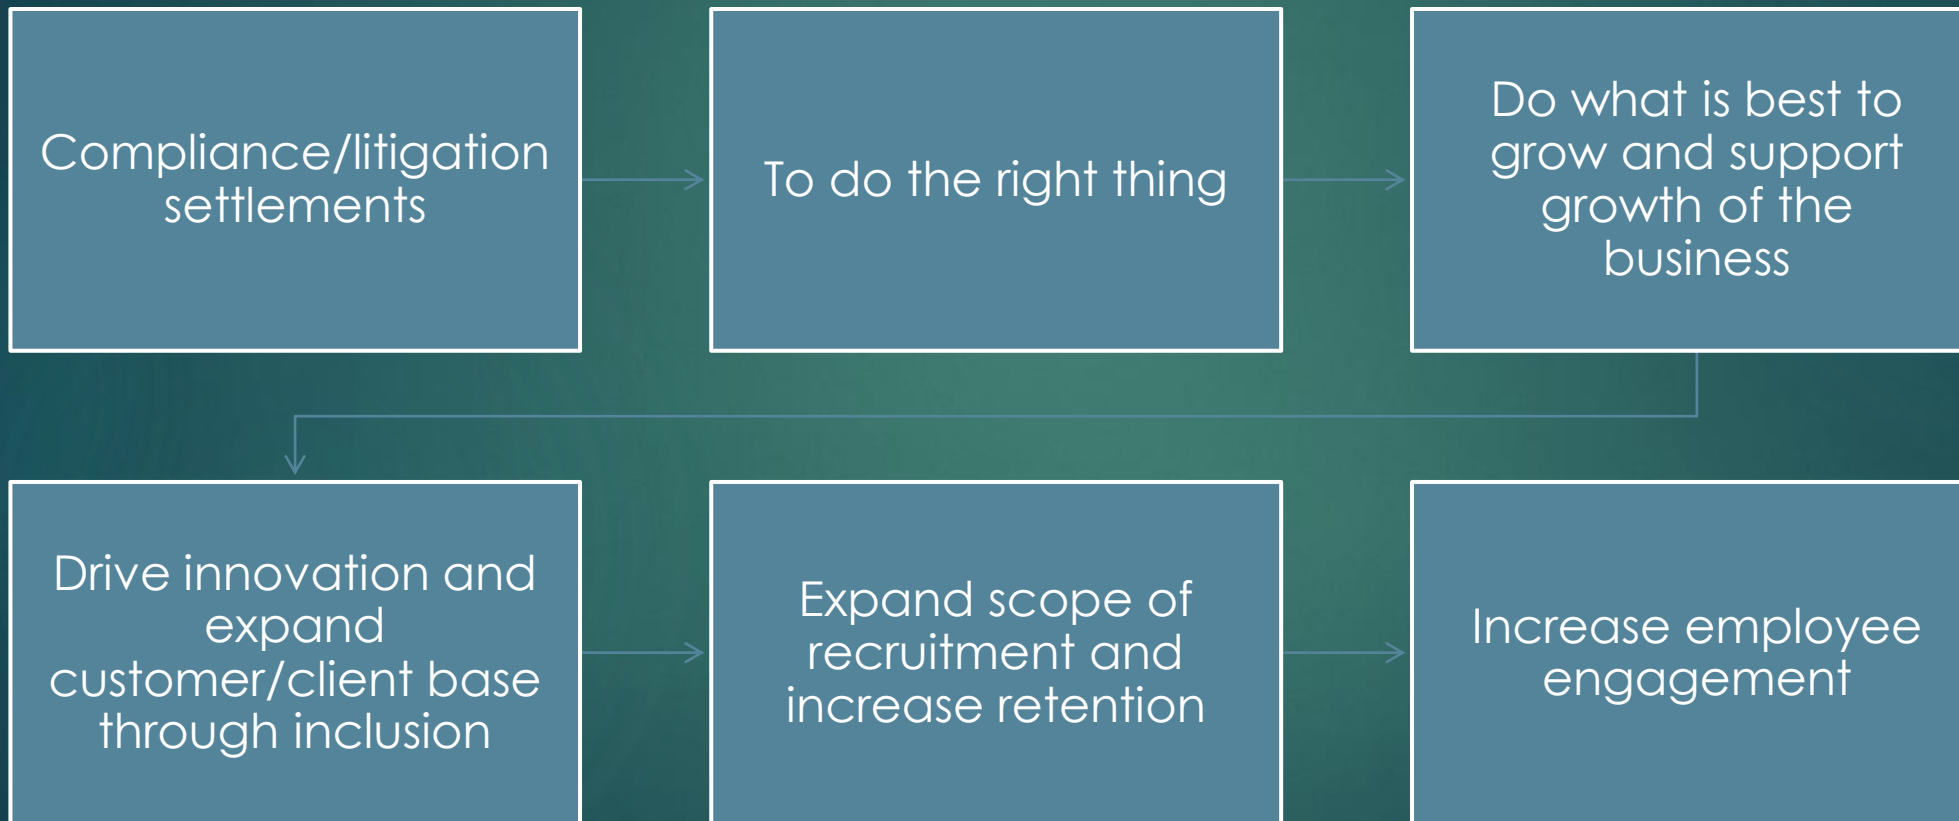 Compliance/litigation
settlements
To do the right thing
Do what is best to
grow and support
growth of the
business
Drive innovation and
expand
customer/client base
through inclusion
Expand scope of
recruitment and
increase retention
Increase employee
engagement